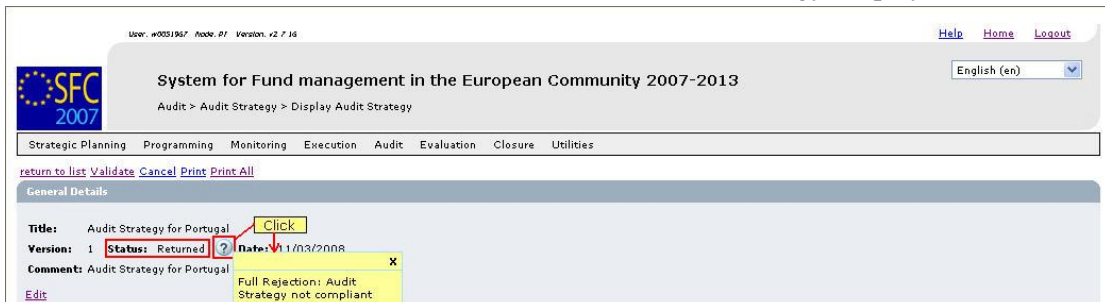 User. w0051967 Node. P1 Version. v2 7 16
Help Home Logout
SFC
2007
System for Fund management in the European Community 2007-2013
English (en)
Audit > Audit Strategy > Display Audit Strategy
Strategic Planning Programming Monitoring Execution Audit Evaluation Closure Utilities
return to list Validate Cancel Print Print All
General Details
Title: Audit Strategy for Portugal
Click
Version: 1 Status: Returned ? Date: 11/03/2008
Comment: Audit Strategy for Portugal
x
Full Rejection: Audit
Strategy not compliant
Edit